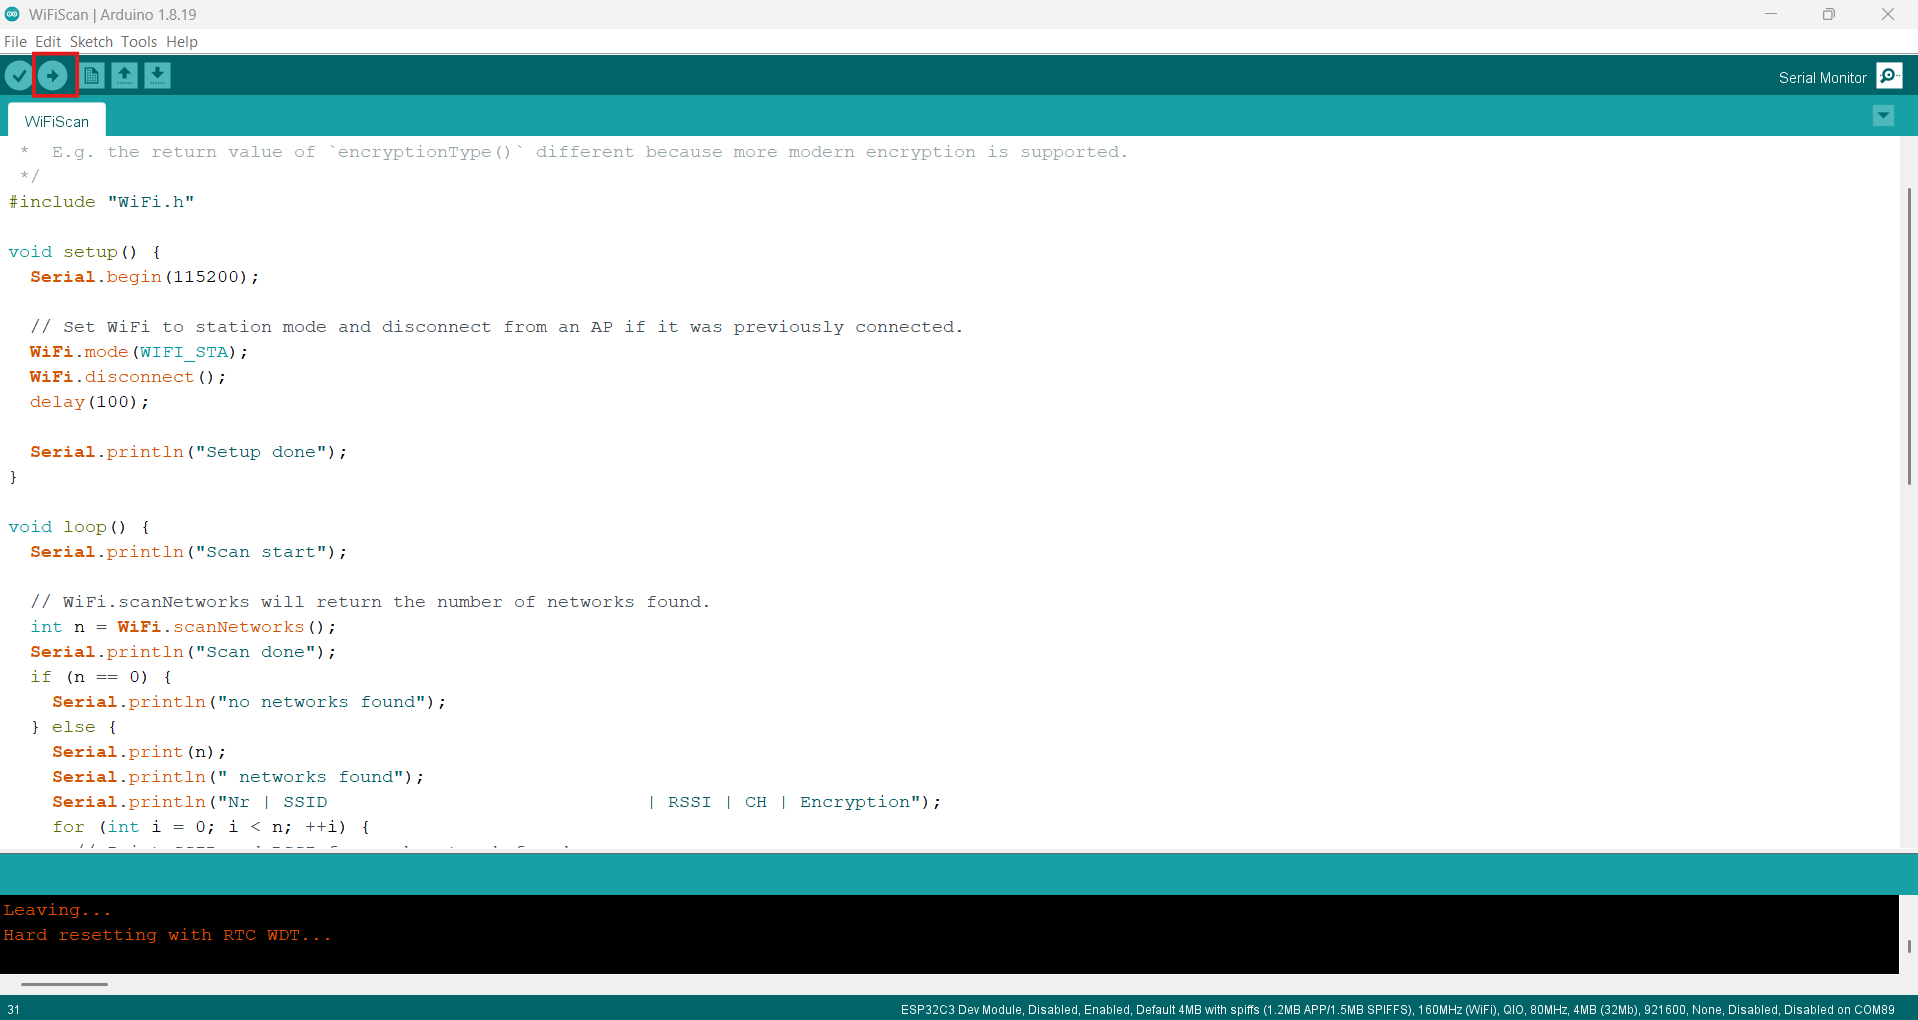 WiFiScan | Arduino 1.8.19
File Edit Sketch Tools Help
Serial Monitor
WiFiScan
 *  E.g. the return value of `encryptionType()` different because more modern encryption is supported.
 */
#include "WiFi.h"
void setup() {
  Serial.begin(115200);
  // Set WiFi to station mode and disconnect from an AP if it was previously connected.
  WiFi.mode(WIFI_STA);
  WiFi.disconnect();
  delay(100);
  Serial.println("Setup done");
}
void loop() {
  Serial.println("Scan start");
  // WiFi.scanNetworks will return the number of networks found.
  int n = WiFi.scanNetworks();
  Serial.println("Scan done");
  if (n == 0) {
    Serial.println("no networks found");
  } else {
    Serial.print(n);
    Serial.println(" networks found");
    Serial.println("Nr | SSID                             | RSSI | CH | Encryption");
    for (int i = 0; i < n; ++i) {
Leaving...
Hard resetting with RTC WDT...
31
ESP32C3 Dev Module, Disabled, Enabled, Default 4MB with spiffs (1.2MB APP/1.5MB SPIFFS), 160MHz (WiFi), QIO, 80MHz, 4MB (32Mb), 921600, None, Disabled, Disabled on COM89